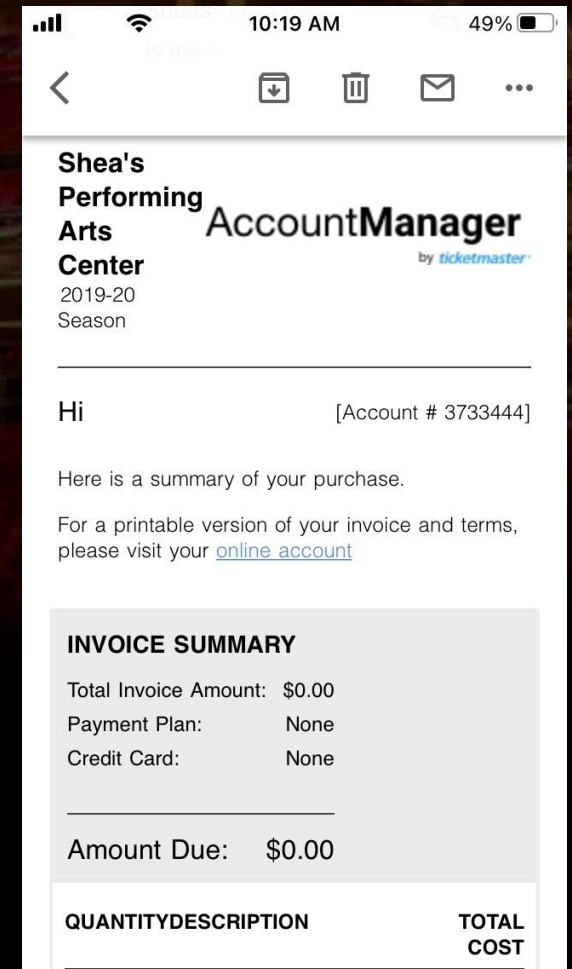 10:19 AM 49%
Shea's
Performing
Arts
Center
2019-20
Season
AccountManager
by ticketmaster
Hi [Account # 3733444]
Here is a summary of your purchase.
For a printable version of your invoice and terms,
please visit your online account
INVOICE SUMMARY
Total Invoice Amount: $0.00
Payment Plan: None
Credit Card: None
Amount Due: $0.00
QUANTITYDESCRIPTION TOTAL
COST